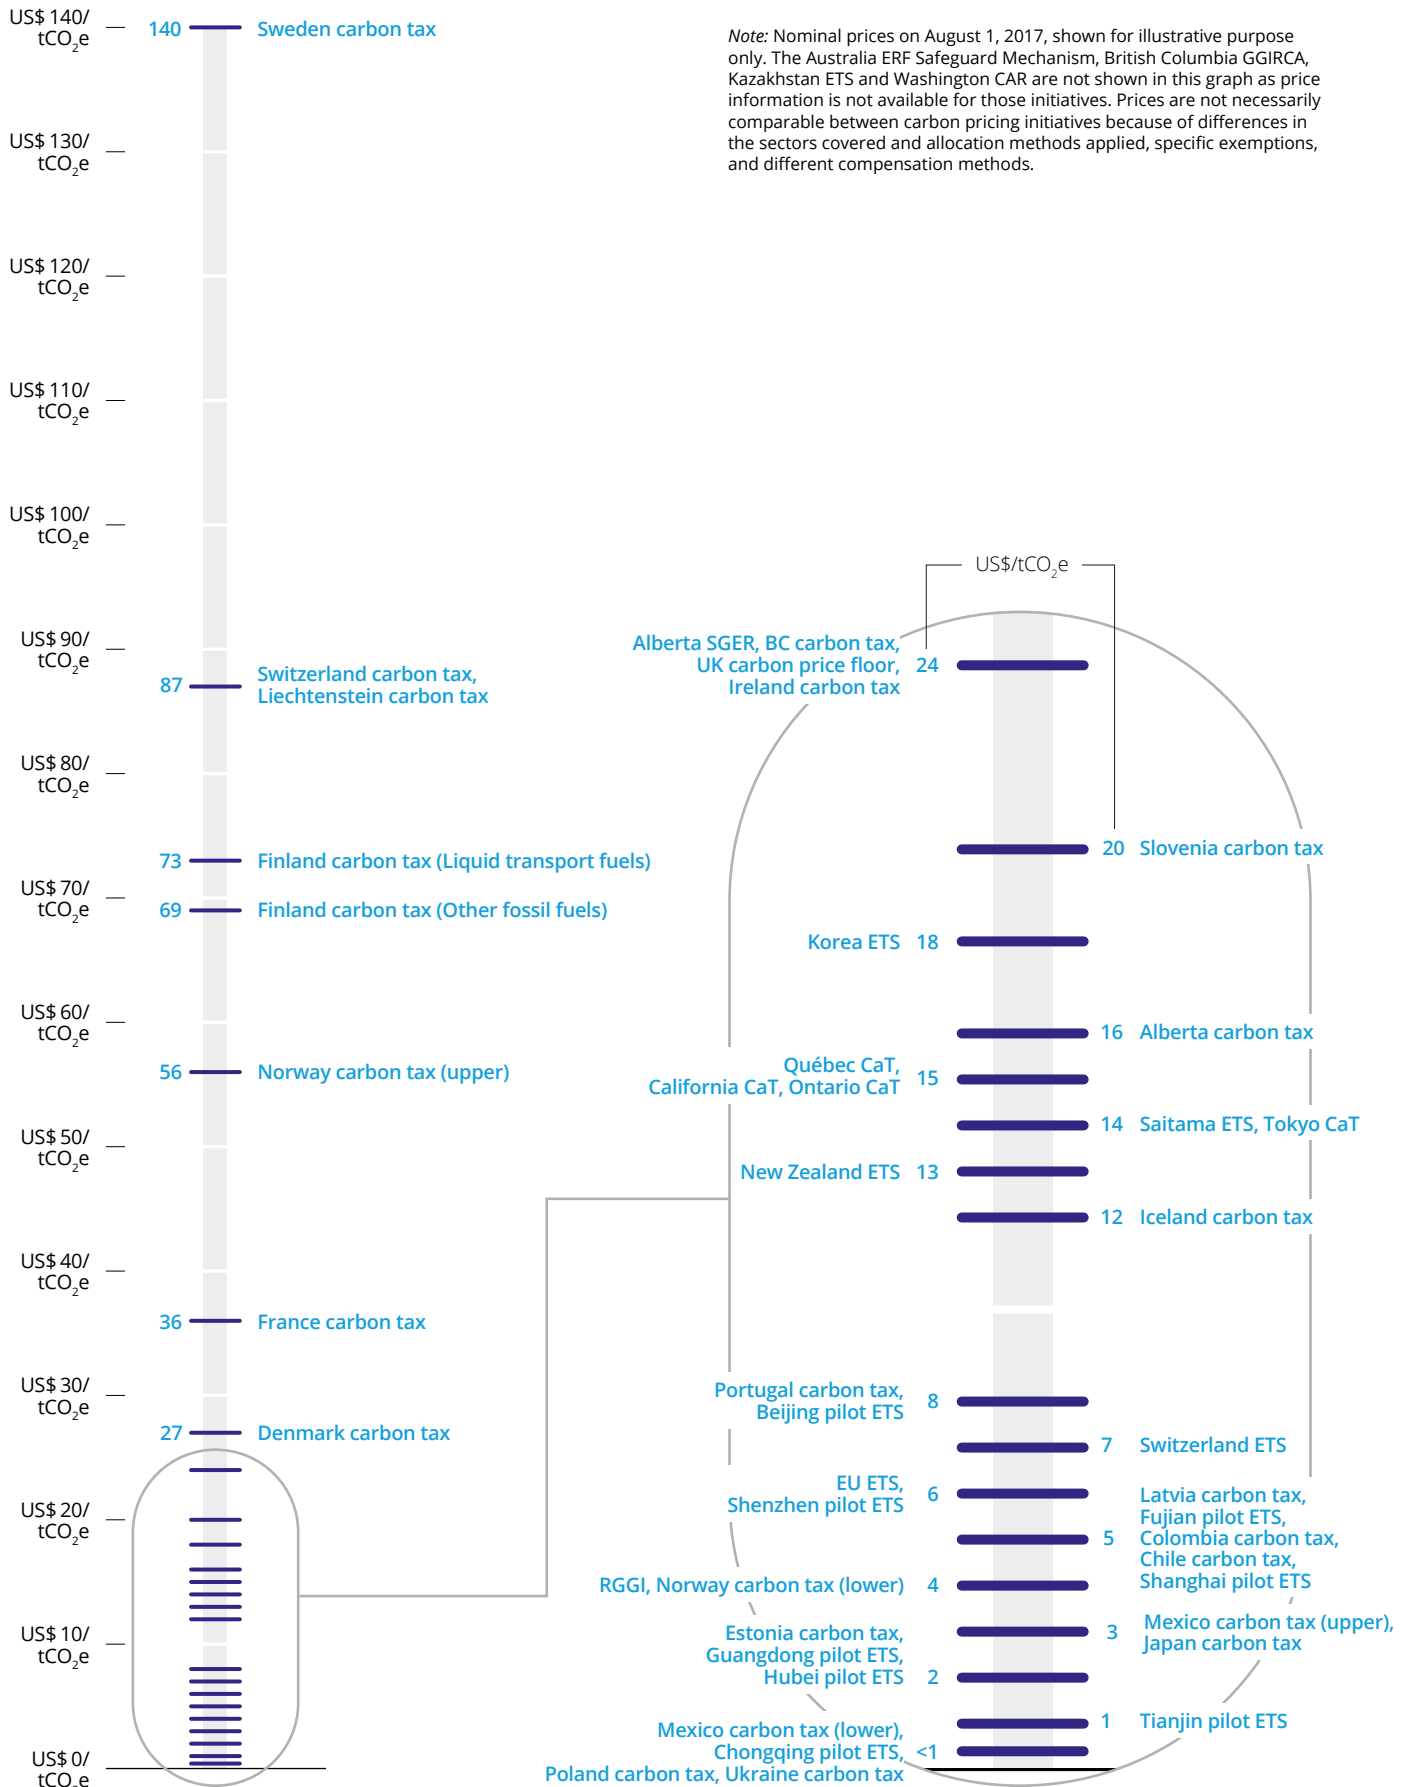 US$ 140/
tCO₂e
140 Sweden carbon tax
Note: Nominal prices on August 1, 2017, shown for illustrative purpose
only. The Australia ERF Safeguard Mechanism, British Columbia GGIRCA,
Kazakhstan ETS and Washington CAR are not shown in this graph as price
information is not available for those initiatives. Prices are not necessarily
comparable between carbon pricing initiatives because of differences in
the sectors covered and allocation methods applied, specific exemptions,
and different compensation methods.
US$ 130/
tCO₂e
US$ 120/
tCO₂e
US$ 110/
tCO₂e
US$ 100/
tCO₂e
US$ 90/
tCO₂e
87 Switzerland carbon tax,
Liechtenstein carbon tax
US$ 80/
tCO₂e
73 Finland carbon tax (Liquid transport fuels)
US$ 70/
tCO₂e
69 Finland carbon tax (Other fossil fuels)
US$ 60/
tCO₂e
56 Norway carbon tax (upper)
US$ 50/
tCO₂e
US$ 40/
tCO₂e
36 France carbon tax
US$ 30/
tCO₂e
27 Denmark carbon tax
US$ 20/
tCO₂e
US$ 10/
tCO₂e
US$ 0/
tCO₂e
US$/tCO₂e
Alberta SGER, BC carbon tax,
UK carbon price floor, 24
Ireland carbon tax
20 Slovenia carbon tax
Korea ETS 18
16 Alberta carbon tax
Québec CaT,
California CaT, Ontario CaT 15
14 Saitama ETS, Tokyo CaT
New Zealand ETS 13
12 Iceland carbon tax
Portugal carbon tax,
Beijing pilot ETS 8
7 Switzerland ETS
EU ETS,
Shenzhen pilot ETS 6
Latvia carbon tax,
Fujian pilot ETS,
5 Colombia carbon tax,
Chile carbon tax,
Shanghai pilot ETS
RGGI, Norway carbon tax (lower) 4
3 Mexico carbon tax (upper),
Japan carbon tax
Estonia carbon tax,
Guangdong pilot ETS,
Hubei pilot ETS 2
1 Tianjin pilot ETS
Mexico carbon tax (lower),
Chongqing pilot ETS, <1
Poland carbon tax, Ukraine carbon tax